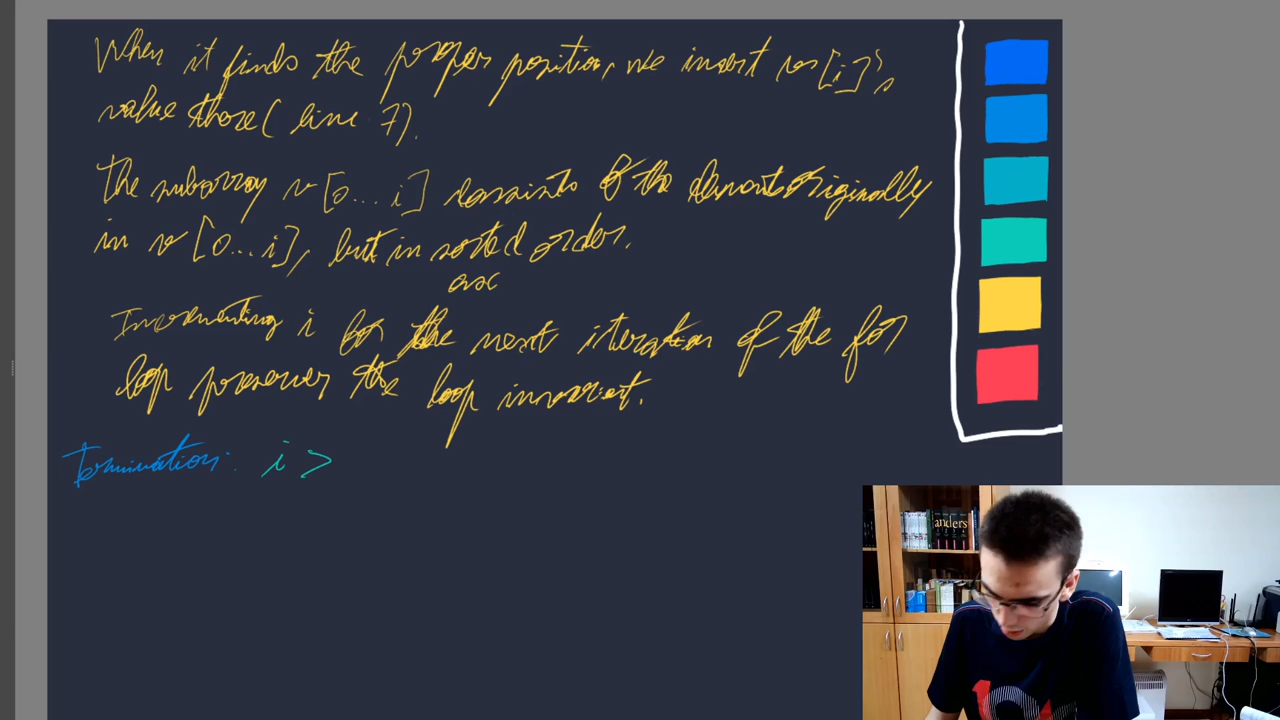 When it finds the proper position, we insert v[i]'s
value there (line 7).
The subarray v[0...i] consists of the elements originally
in v[0...i], but in sorted order.
asc
Incrementing i for the next iteration of the for
loop preserves the loop invariant.
Termination: i >
anders